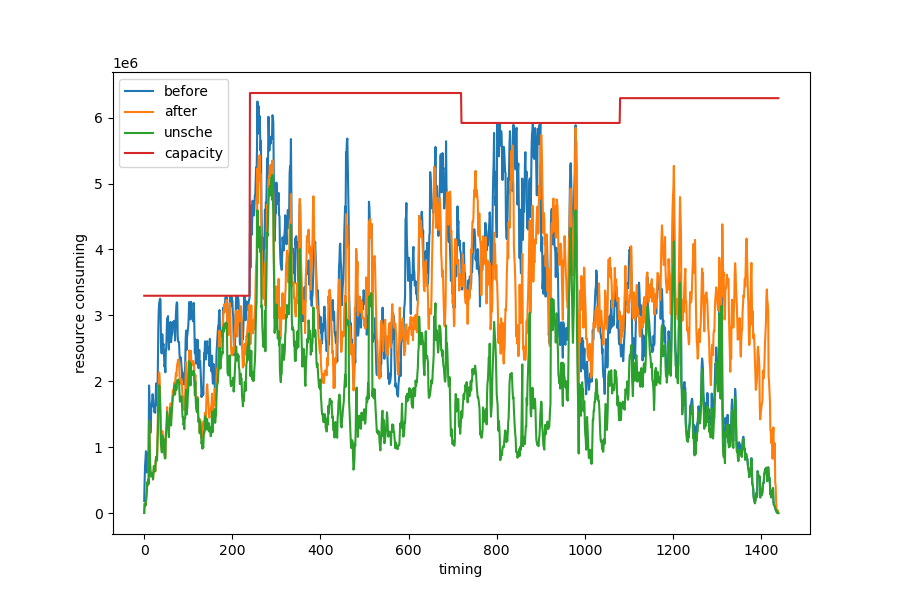 1e6
before
after
unsche
capacity
6
5
4
3
2
1
0
resource consuming
0 200 400 600 800 1000 1200 1400
timing